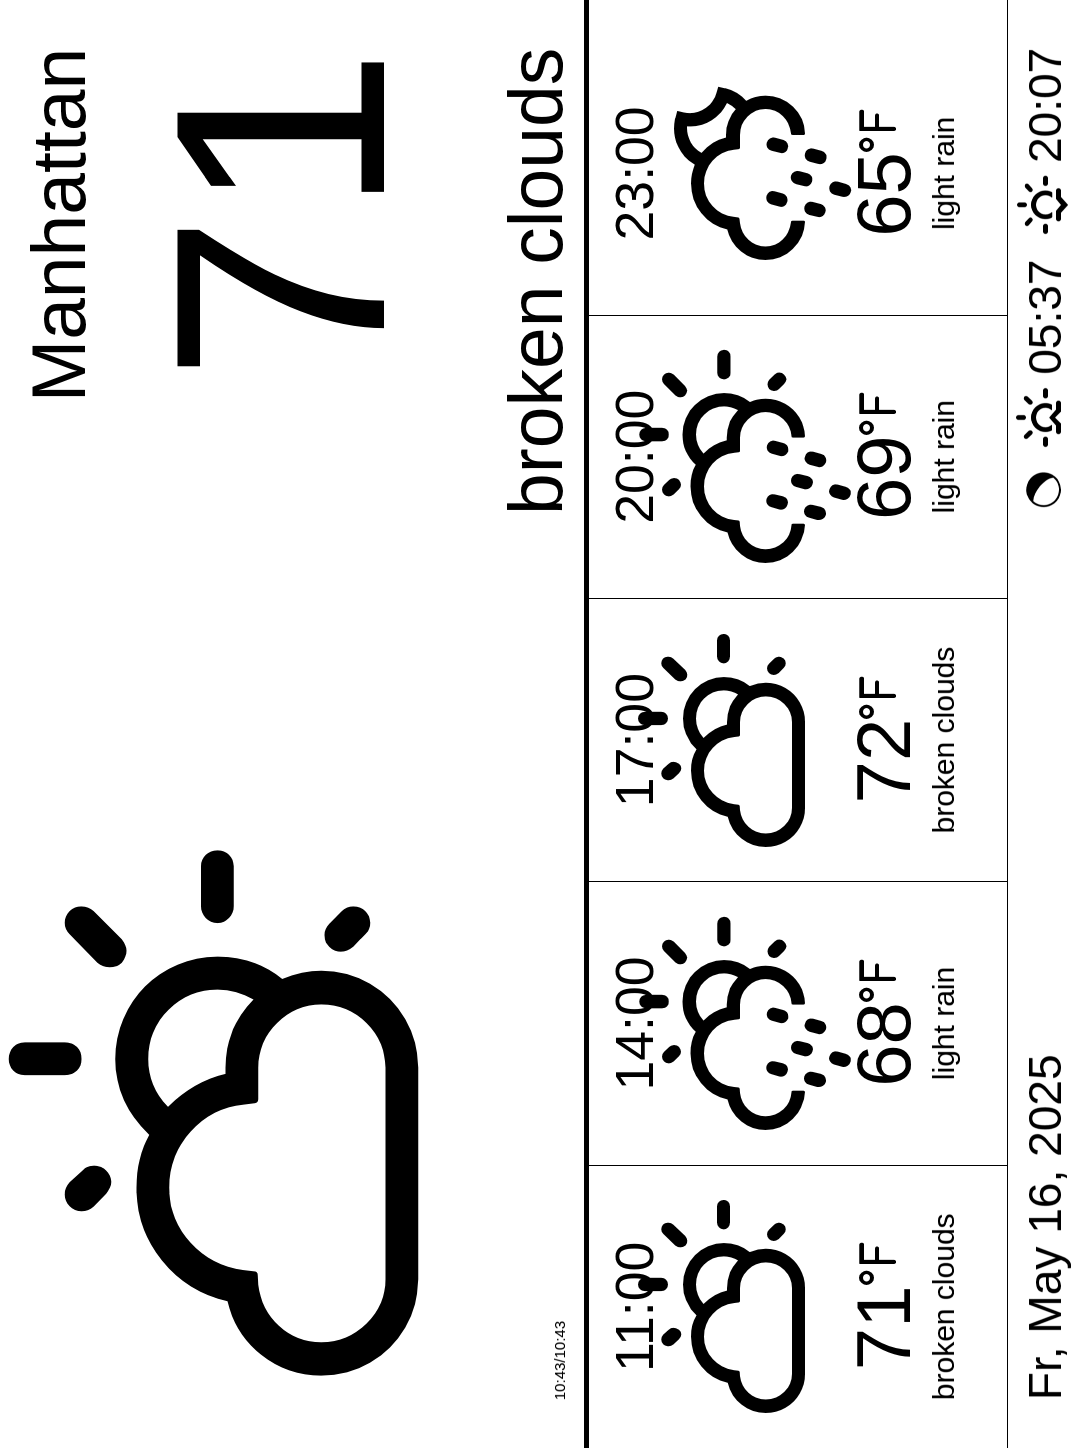 Manhattan
71
broken clouds
10:43/10:43
11:00
71°F
broken clouds
14:00
68°F
light rain
17:00
72°F
broken clouds
20:00
69°F
light rain
23:00
65°F
light rain
Fr, May 16, 2025
05:37
20:07